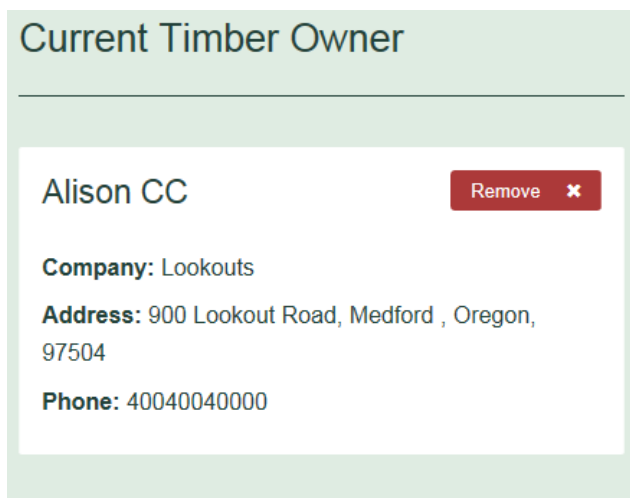 Current Timber Owner
Alison CC
Remove ✖
Company: Lookouts
Address: 900 Lookout Road, Medford , Oregon,
97504
Phone: 40040040000